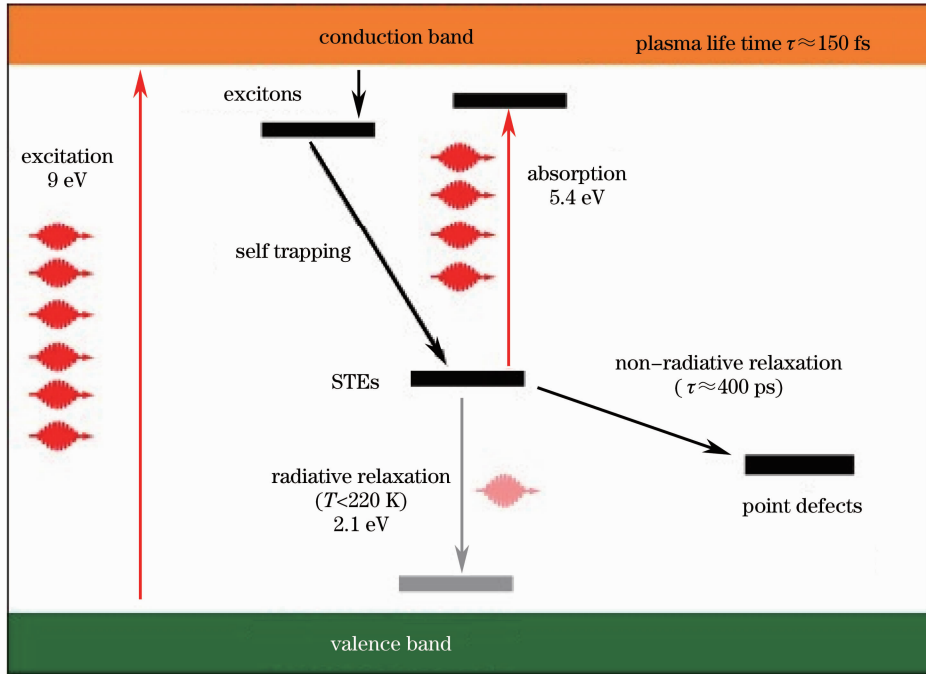 conduction band
plasma life time τ≈150 fs
excitons
excitation
9 eV
absorption
5.4 eV
self trapping
STEs
non-radiative relaxation
( τ≈400 ps)
radiative relaxation
(T<220 K)
2.1 eV
point defects
valence band